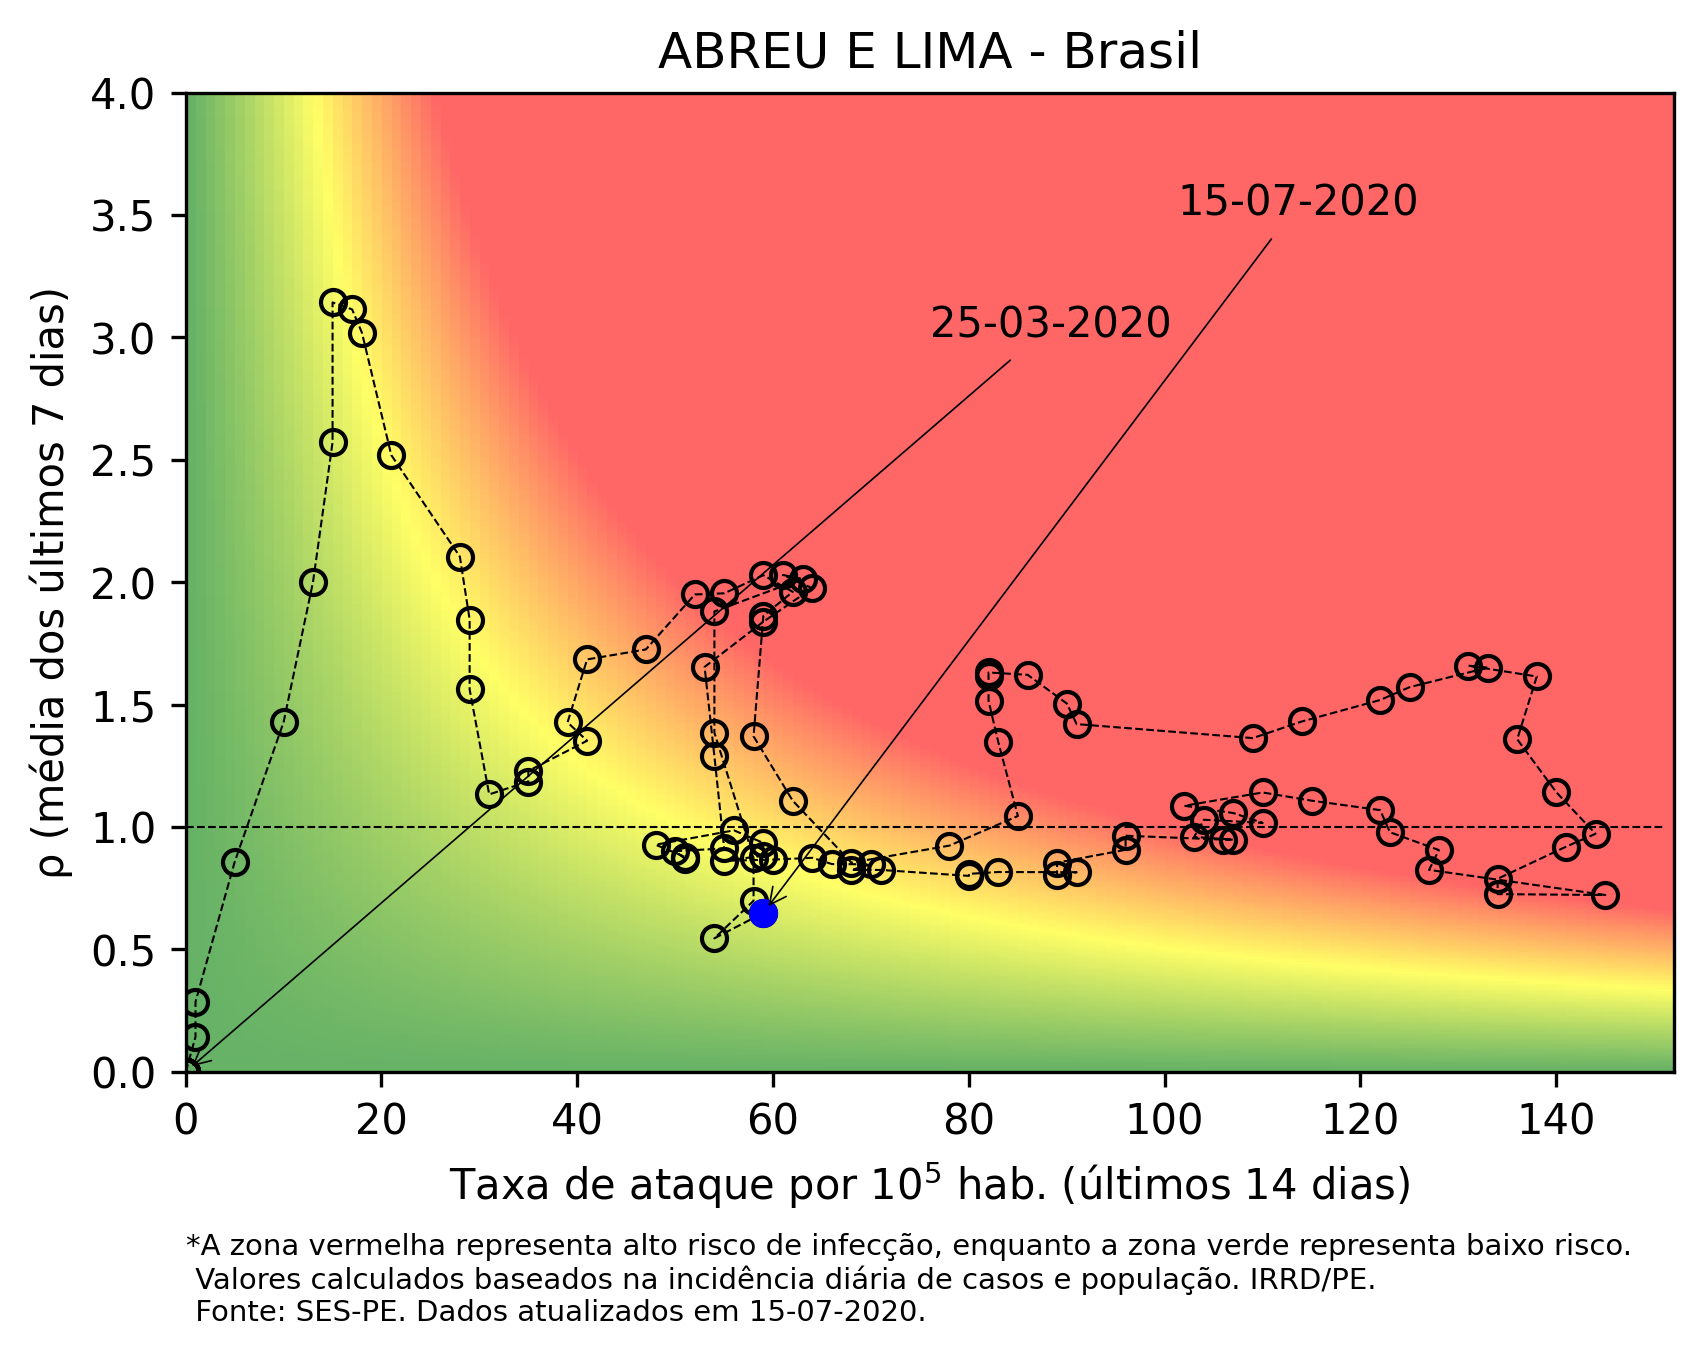 ABREU E LIMA - Brasil
4.0
3.5
3.0
2.5
2.0
1.5
1.0
0.5
0.0
ρ (média dos últimos 7 dias)
15-07-2020
25-03-2020
0 20 40 60 80 100 120 140
Taxa de ataque por 10⁵ hab. (últimos 14 dias)
*A zona vermelha representa alto risco de infecção, enquanto a zona verde representa baixo risco.
Valores calculados baseados na incidência diária de casos e população. IRRD/PE.
Fonte: SES-PE. Dados atualizados em 15-07-2020.